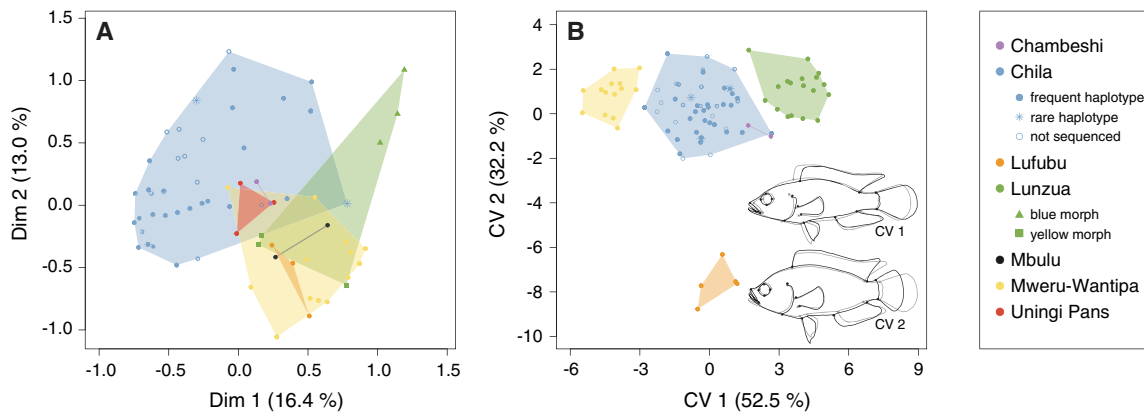 A
1.5
1.0
0.5
0.0
-0.5
-1.0
Dim 2 (13.0 %)
-1.0
-0.5
0.0
0.5
1.0
1.5
Dim 1 (16.4 %)
B
4
2
0
-2
-4
-6
-8
-10
CV 2 (32.2 %)
-6
-3
0
3
6
9
CV 1 (52.5 %)
CV 1
CV 2
Chambeshi
Chila
frequent haplotype
rare haplotype
not sequenced
Lufubu
Lunzua
blue morph
yellow morph
Mbulu
Mweru-Wantipa
Uningi Pans